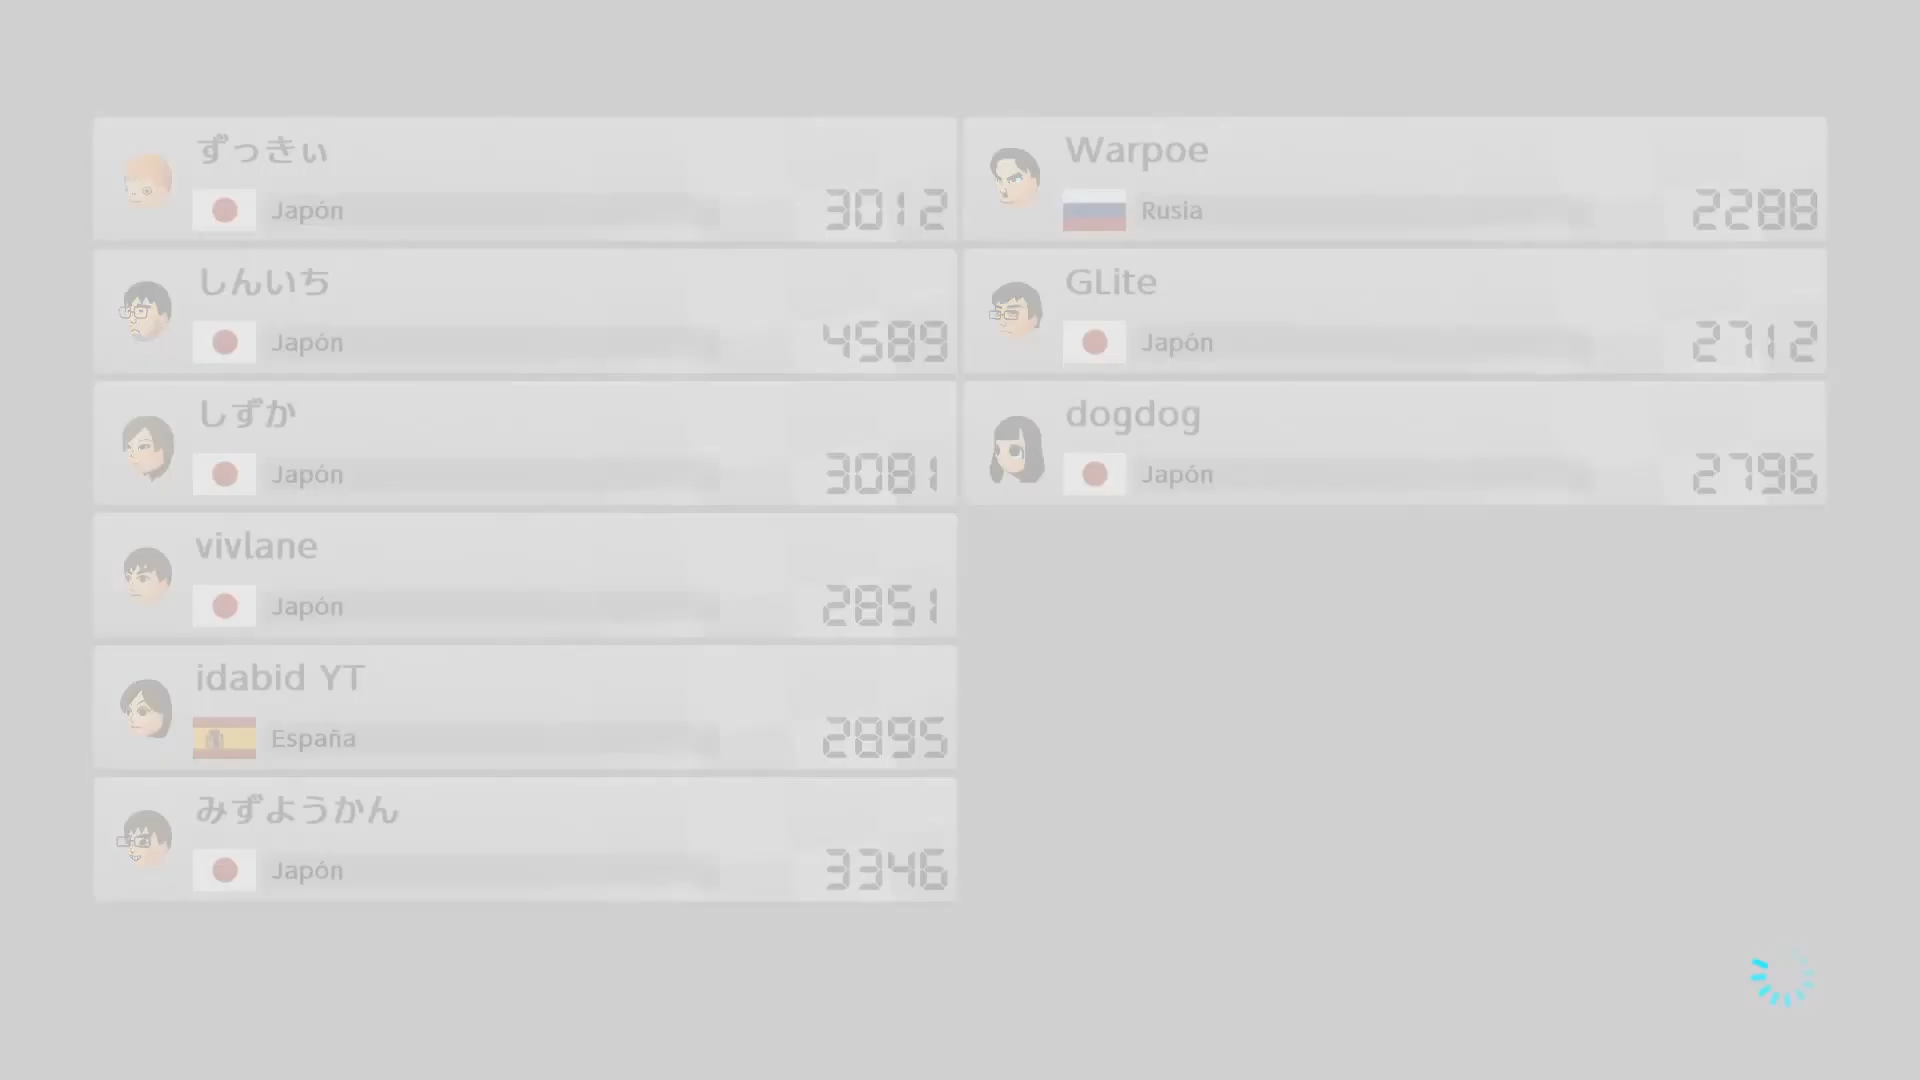 ずっきぃ
Japón 3012
しんいち
Japón 4589
しずか
Japón 3081
vivlane
Japón 2851
idabid YT
España 2895
みずようかん
Japón 3346
Warpoe
Rusia 2288
GLite
Japón 2712
dogdog
Japón 2796